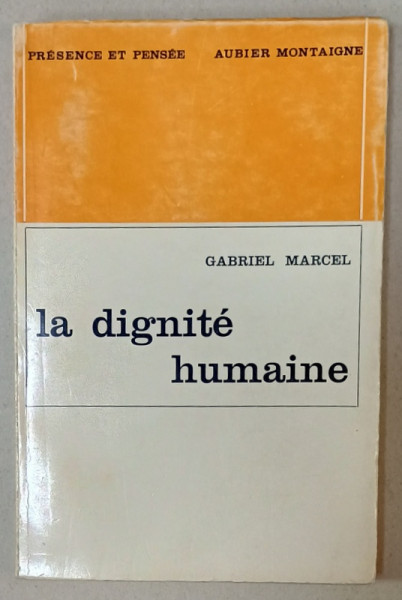 PRÉSENCE ET PENSÉE AUBIER MONTAIGNE
GABRIEL MARCEL
la dignité
humaine